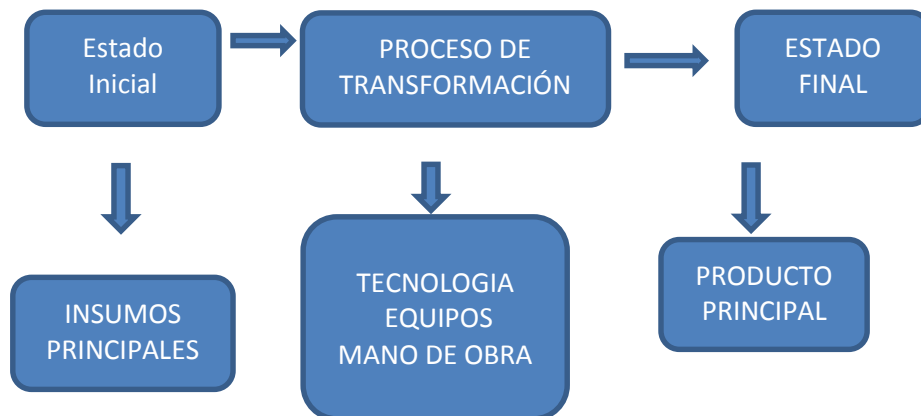 Estado
Inicial
PROCESO DE
TRANSFORMACIÓN
ESTADO
FINAL
INSUMOS
PRINCIPALES
TECNOLOGIA
EQUIPOS
MANO DE OBRA
PRODUCTO
PRINCIPAL